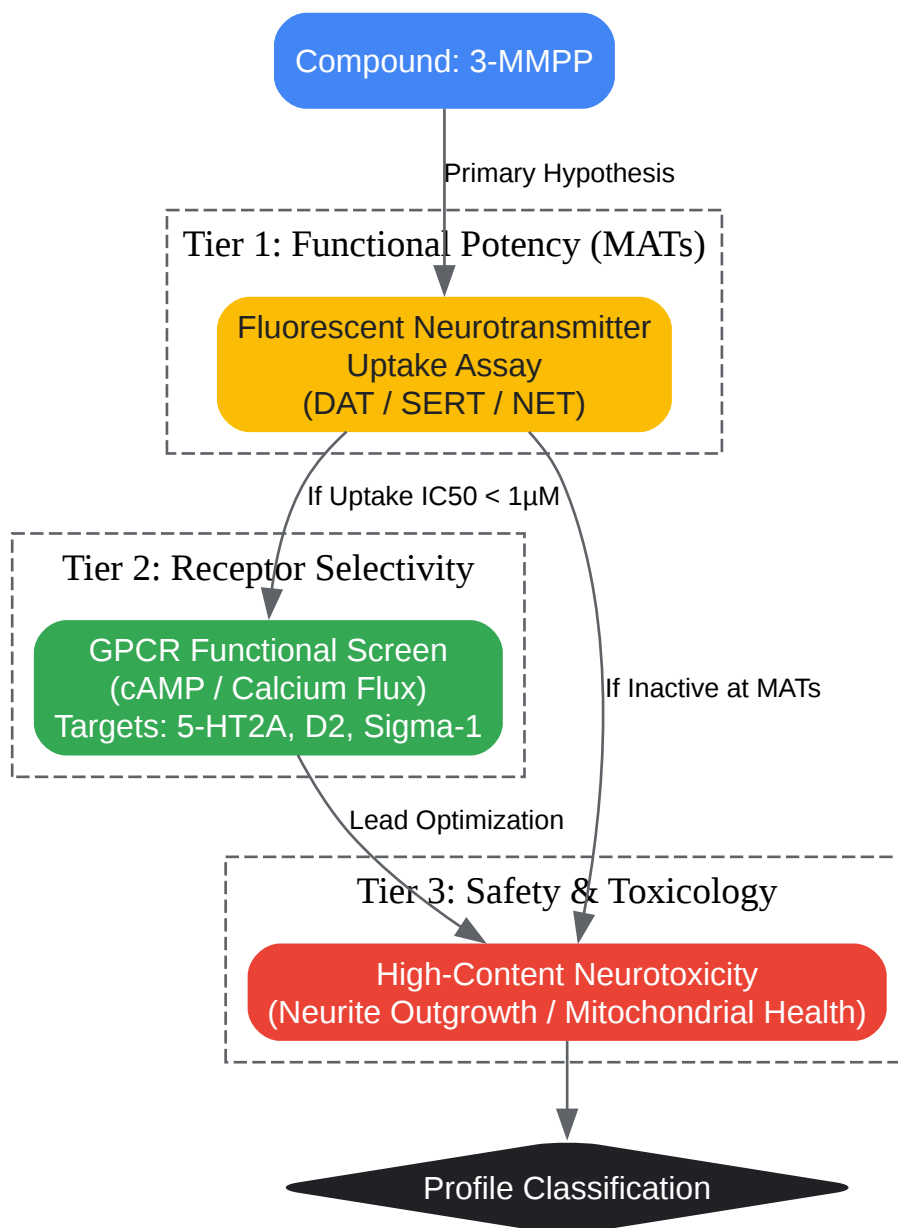 Compound: 3-MMPP
Primary Hypothesis
Tier 1: Functional Potency (MATs)
Fluorescent Neurotransmitter
Uptake Assay
(DAT / SERT / NET)
If Uptake IC50 < 1µM
Tier 2: Receptor Selectivity
GPCR Functional Screen
(cAMP / Calcium Flux)
Targets: 5-HT2A, D2, Sigma-1
If Inactive at MATs
Lead Optimization
Tier 3: Safety & Toxicology
High-Content Neurotoxicity
(Neurite Outgrowth / Mitochondrial Health)
Profile Classification